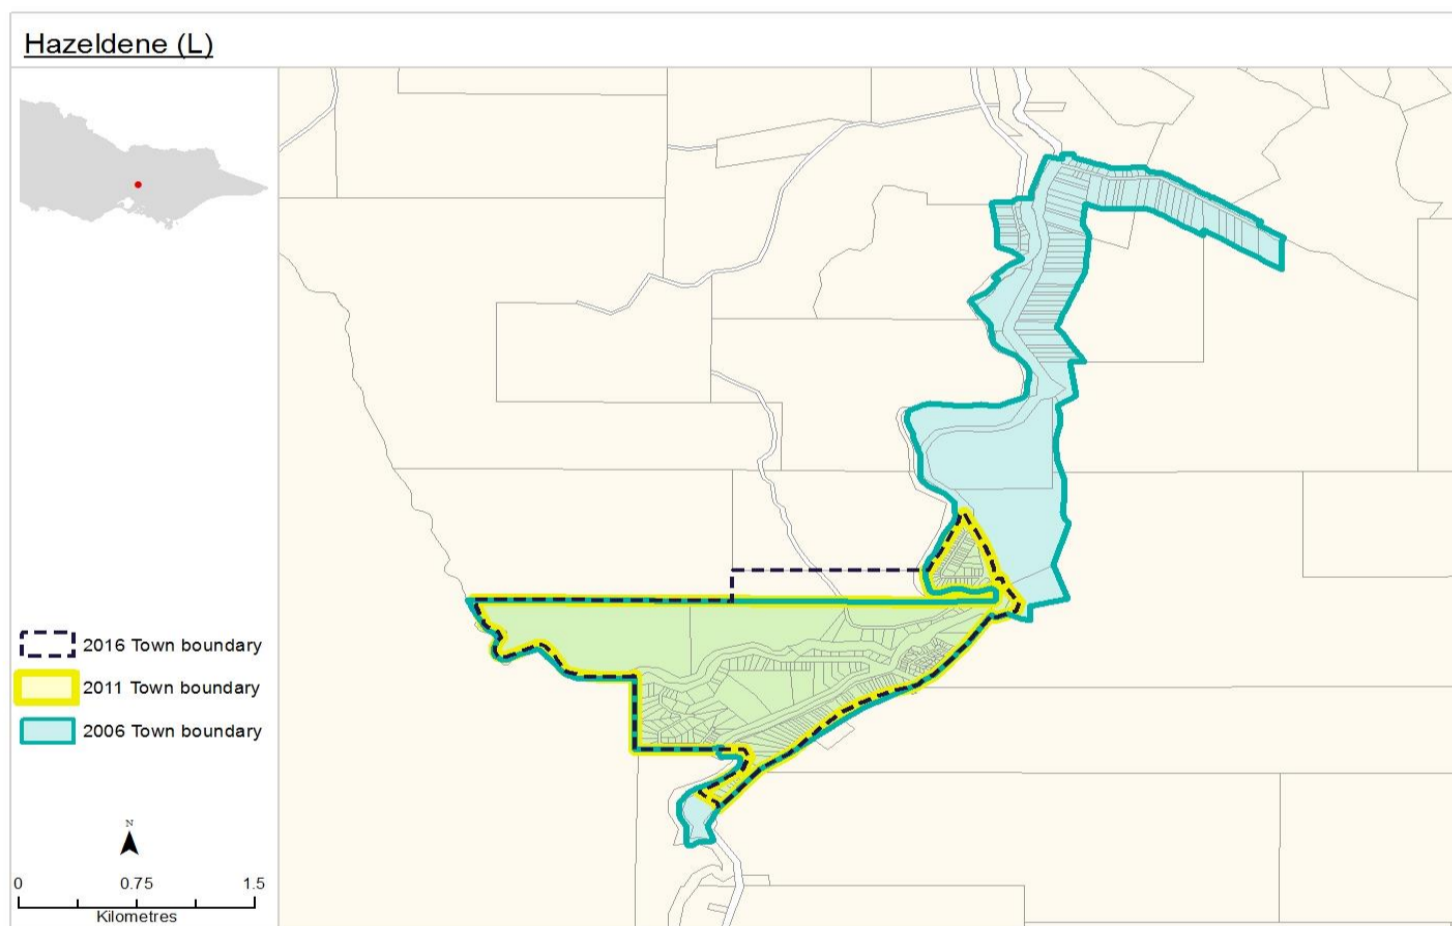 Hazeldene (L)
2016 Town boundary
2011 Town boundary
2006 Town boundary
N
0 0.75 1.5
Kilometres